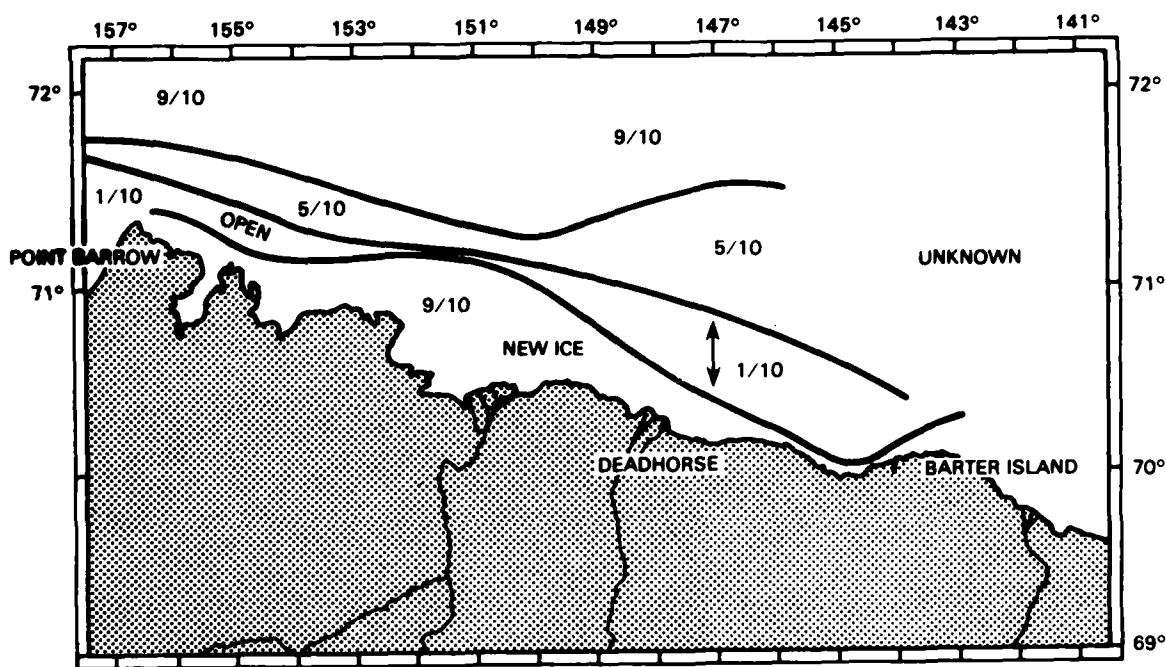 157° 155° 153° 151° 149° 147° 145° 143° 141°
72° 72°
9/10
9/10
1/10
5/10
OPEN
5/10
POINT BARROW
UNKNOWN
71° 71°
9/10
NEW ICE
1/10
DEADHORSE
BARTER ISLAND
70° 70°
69°